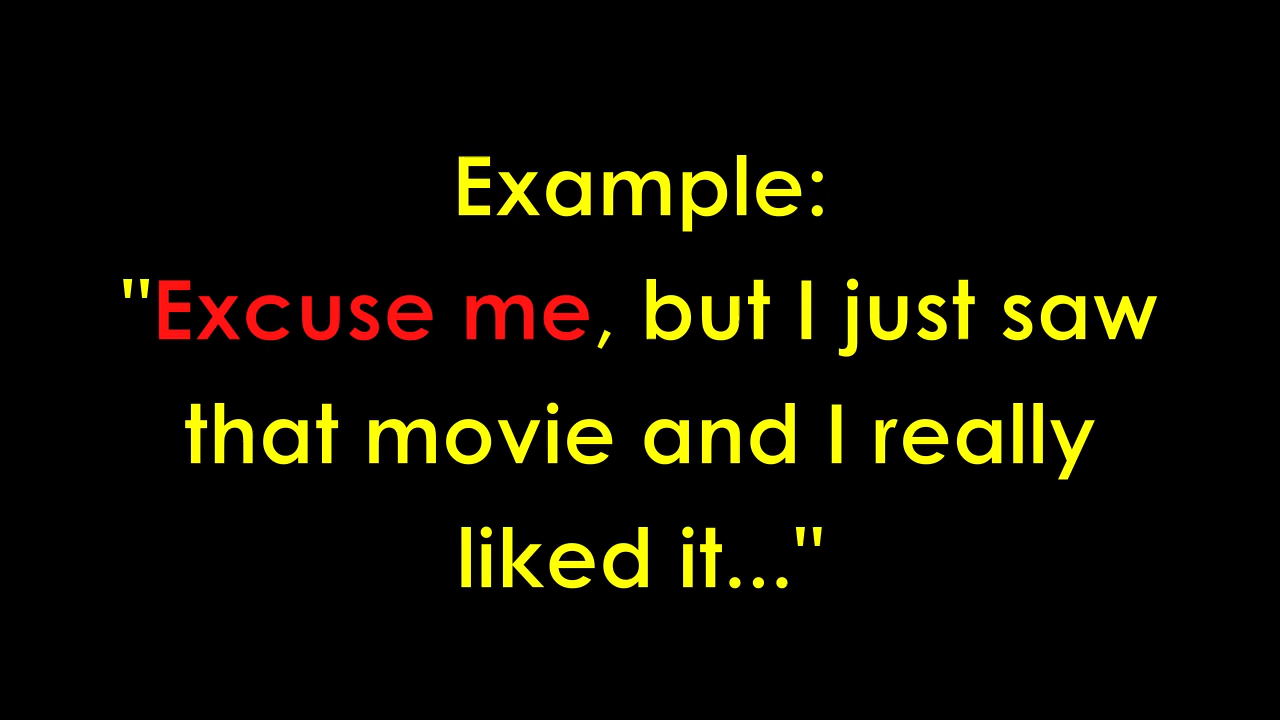 Example:
"Excuse me, but I just saw
that movie and I really
liked it..."